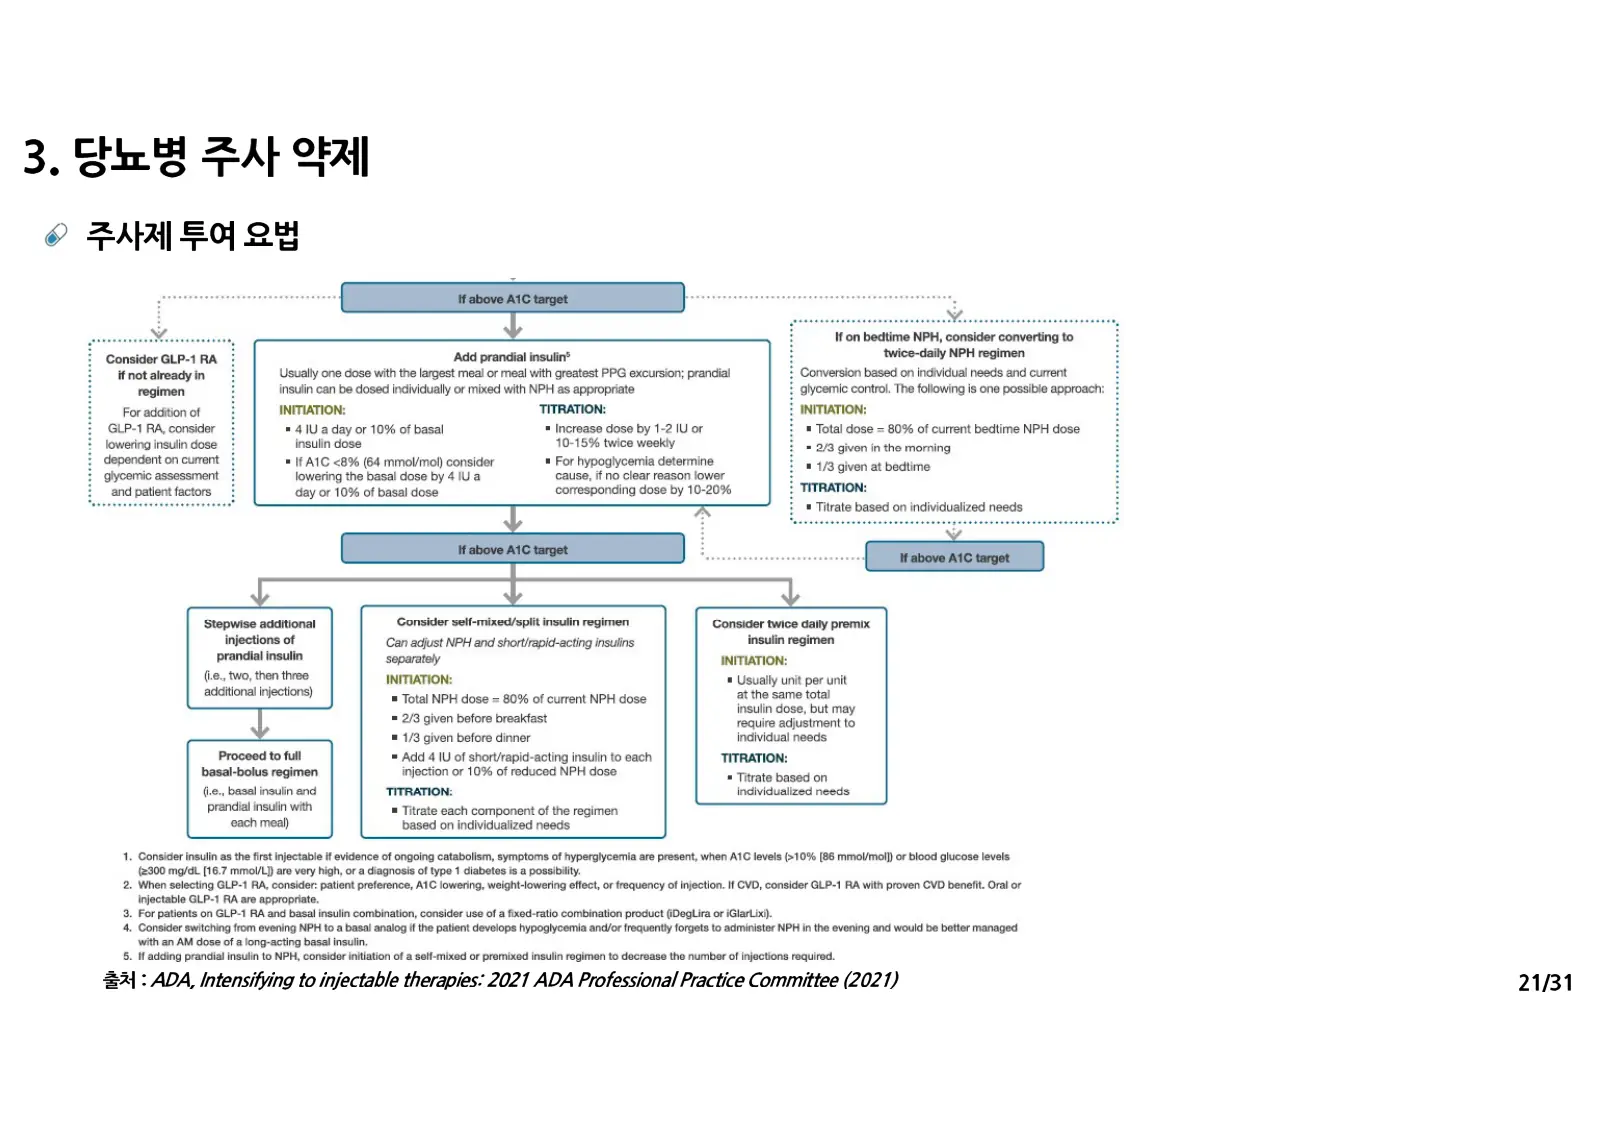 3. 당뇨병 주사 약제
주사제 투여 요법
If above A1C target
Consider GLP-1 RA
if not already in
regimen
For addition of
GLP-1 RA, consider
lowering insulin dose
dependent on current
glycemic assessment
and patient factors
Add prandial insulin⁵
Usually one dose with the largest meal or meal with greatest PPG excursion; prandial
insulin can be dosed individually or mixed with NPH as appropriate
INITIATION:
▪ 4 IU a day or 10% of basal
insulin dose
▪ If A1C <8% (64 mmol/mol) consider
lowering the basal dose by 4 IU a
day or 10% of basal dose
TITRATION:
▪ Increase dose by 1-2 IU or
10-15% twice weekly
▪ For hypoglycemia determine
cause, if no clear reason lower
corresponding dose by 10-20%
If on bedtime NPH, consider converting to
twice-daily NPH regimen
Conversion based on individual needs and current
glycemic control. The following is one possible approach:
INITIATION:
▪ Total dose = 80% of current bedtime NPH dose
▪ 2/3 given in the morning
▪ 1/3 given at bedtime
TITRATION:
▪ Titrate based on individualized needs
If above A1C target
If above A1C target
Stepwise additional
injections of
prandial insulin
(i.e., two, then three
additional injections)
Proceed to full
basal-bolus regimen
(i.e., basal insulin and
prandial insulin with
each meal)
Consider self-mixed/split insulin regimen
Can adjust NPH and short/rapid-acting insulins
separately
INITIATION:
▪ Total NPH dose = 80% of current NPH dose
▪ 2/3 given before breakfast
▪ 1/3 given before dinner
▪ Add 4 IU of short/rapid-acting insulin to each
injection or 10% of reduced NPH dose
TITRATION:
▪ Titrate each component of the regimen
based on individualized needs
Consider twice daily premix
insulin regimen
INITIATION:
▪ Usually unit per unit
at the same total
insulin dose, but may
require adjustment to
individual needs
TITRATION:
▪ Titrate based on
individualized needs
1. Consider insulin as the first injectable if evidence of ongoing catabolism, symptoms of hyperglycemia are present, when A1C levels (>10% [86 mmol/mol]) or blood glucose levels
(≥300 mg/dL [16.7 mmol/L]) are very high, or a diagnosis of type 1 diabetes is a possibility.
2. When selecting GLP-1 RA, consider: patient preference, A1C lowering, weight-lowering effect, or frequency of injection. If CVD, consider GLP-1 RA with proven CVD benefit. Oral or
injectable GLP-1 RA are appropriate.
3. For patients on GLP-1 RA and basal insulin combination, consider use of a fixed-ratio combination product (iDegLira or iGlarLixi).
4. Consider switching from evening NPH to a basal analog if the patient develops hypoglycemia and/or frequently forgets to administer NPH in the evening and would be better managed
with an AM dose of a long-acting basal insulin.
5. If adding prandial insulin to NPH, consider initiation of a self-mixed or premixed insulin regimen to decrease the number of injections required.
출처 : ADA, Intensifying to injectable therapies: 2021 ADA Professional Practice Committee (2021)
21/31